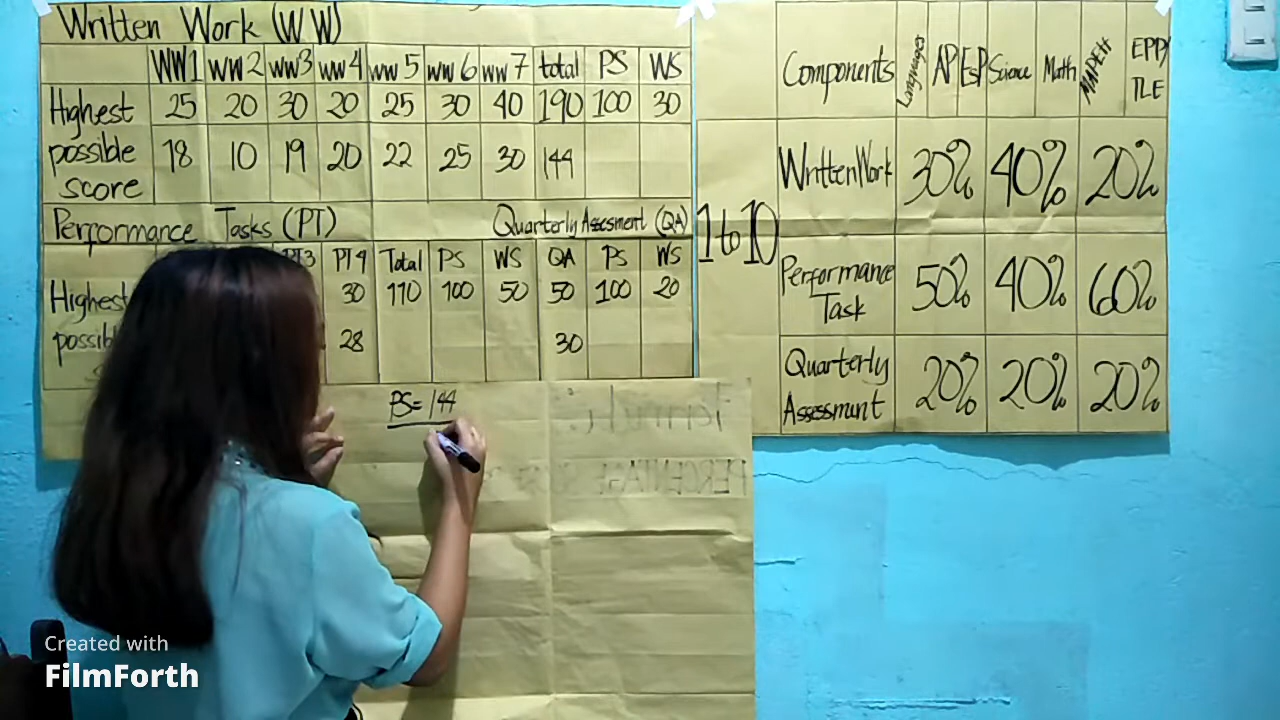 Written Work (WW)
WW1 WW2 WW3 WW4 WW5 WW6 WW7 total PS WS
Highest 25 20 30 20 25 30 40 190 100 30
possible 18 10 19 20 22 25 30 144
score
Performance Tasks (PT) Quarterly Assesment (QA)
PT3 PT4 Total PS WS QA PS WS
Highest 30 110 100 50 50 100 20
possib 28 30
PS= 144
1 to 10
Components Languages AP EsP Science Math MAPEH EPP/
TLE
Written Work 30% 40% 20%
Performance
Task 50% 40% 60%
Quarterly
Assessment 20% 20% 20%
PERCENTAGE
Created with
FilmForth